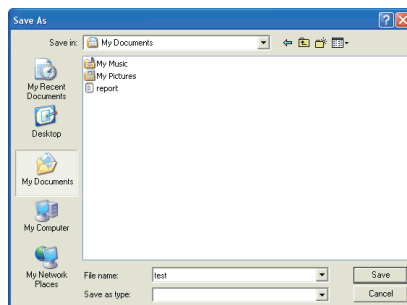 Save As
Save in: My Documents
My Recent
Documents
Desktop
My Documents
My Computer
My Network
Places
My Music
My Pictures
report
File name: test
Save
Save as type:
Cancel